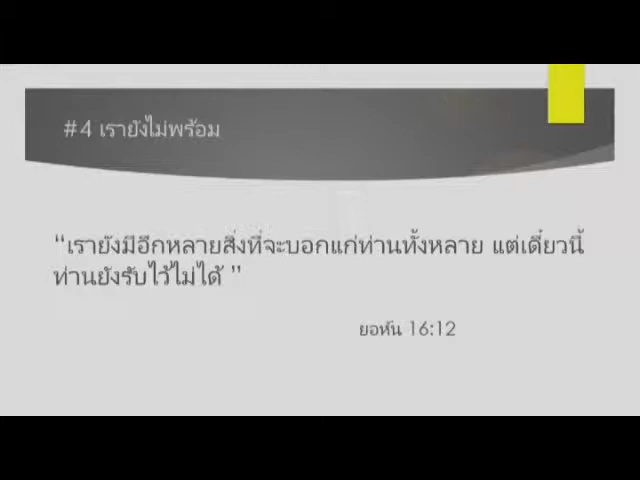 #4 เรายังไม่พร้อม
“เรายังมีอีกหลายสิ่งที่จะบอกแก่ท่านทั้งหลาย แต่เดี๋ยวนี้
ท่านยังรับไว้ไม่ได้ ”
ยอห์น 16:12